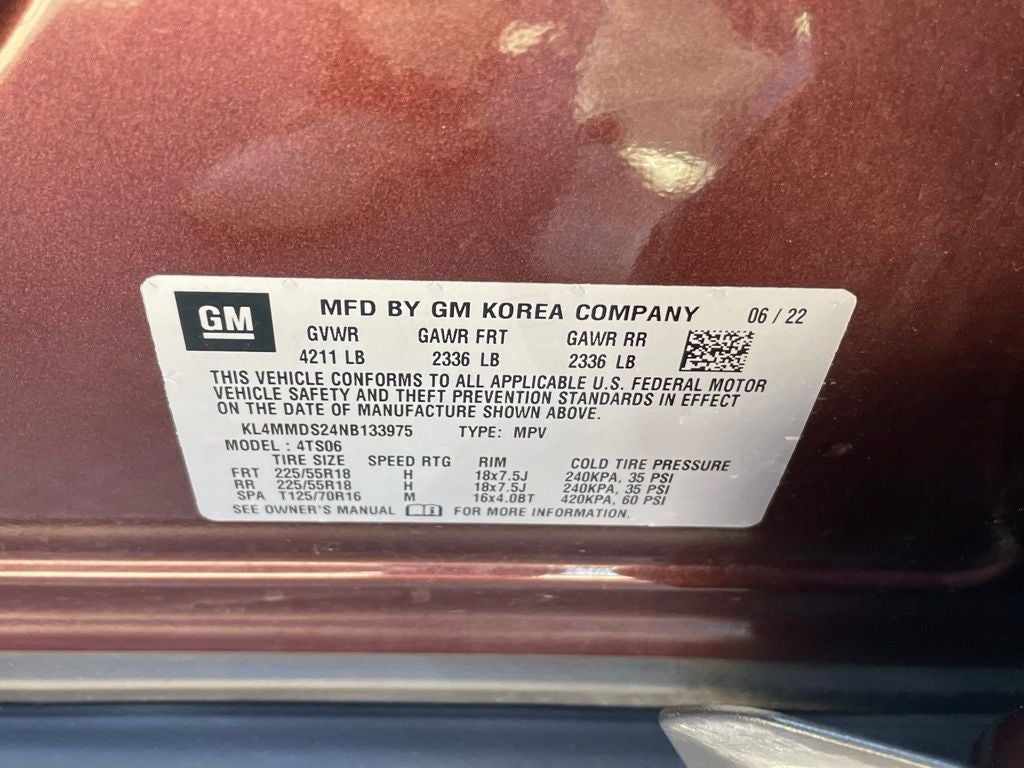 GM MFD BY GM KOREA COMPANY 06 / 22
GVWR GAWR FRT GAWR RR
4211 LB 2336 LB 2336 LB
THIS VEHICLE CONFORMS TO ALL APPLICABLE U.S. FEDERAL MOTOR
VEHICLE SAFETY AND THEFT PREVENTION STANDARDS IN EFFECT
ON THE DATE OF MANUFACTURE SHOWN ABOVE.
KL4MMDS24NB133975 TYPE: MPV
MODEL : 4TS06
TIRE SIZE SPEED RTG RIM COLD TIRE PRESSURE
FRT 225/55R18 H 18x7.5J 240KPA, 35 PSI
RR 225/55R18 H 18x7.5J 240KPA, 35 PSI
SPA T125/70R16 M 16x4.0BT 420KPA, 60 PSI
SEE OWNER'S MANUAL FOR MORE INFORMATION.